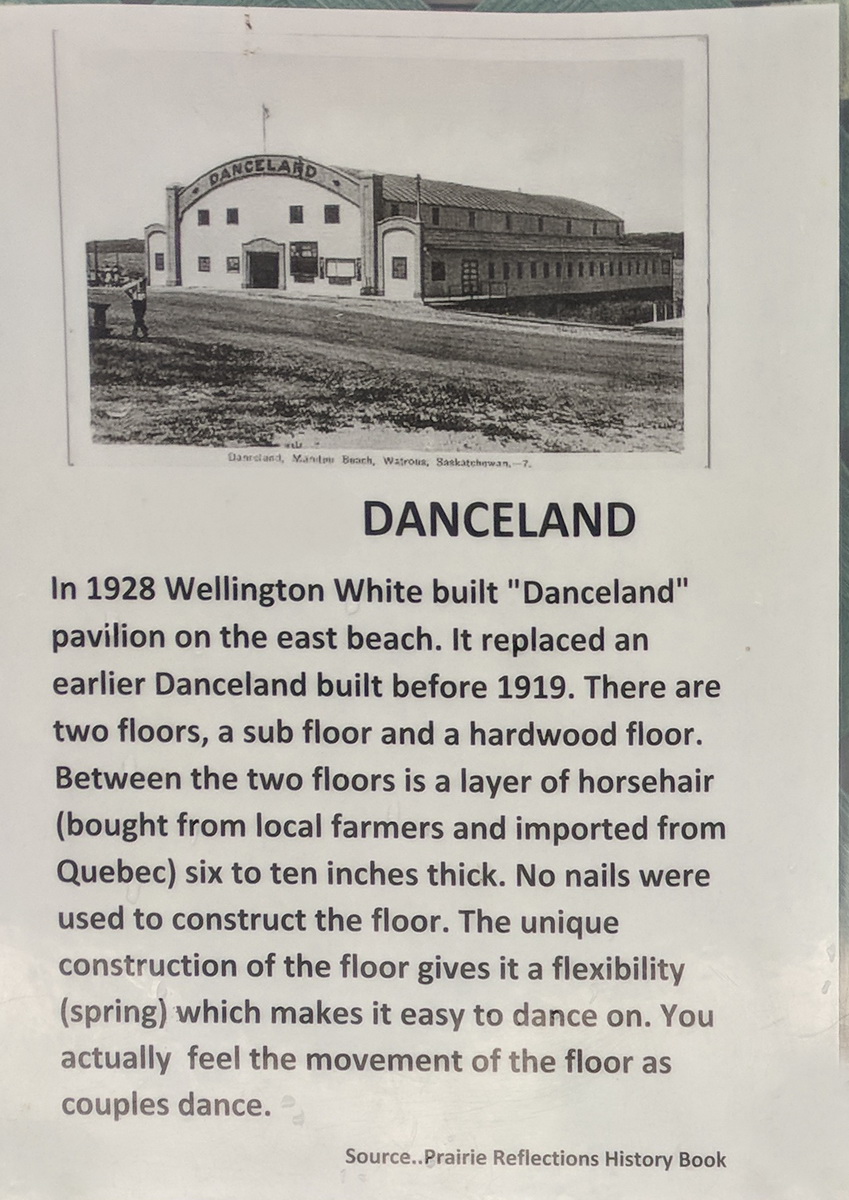 DANCELAND
Danceland, Manitou Beach, Watrous, Saskatchewan.—7.
DANCELAND
In 1928 Wellington White built "Danceland"
pavilion on the east beach. It replaced an
earlier Danceland built before 1919. There are
two floors, a sub floor and a hardwood floor.
Between the two floors is a layer of horsehair
(bought from local farmers and imported from
Quebec) six to ten inches thick. No nails were
used to construct the floor. The unique
construction of the floor gives it a flexibility
(spring) which makes it easy to dance on. You
actually  feel the movement of the floor as
couples dance.
Source..Prairie Reflections History Book